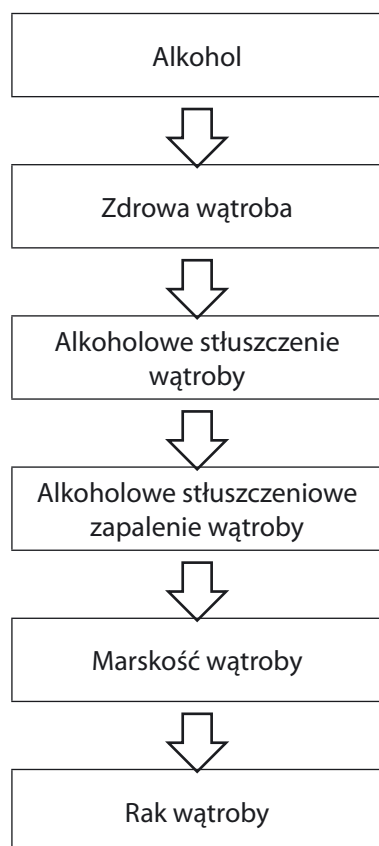 Alkohol
Zdrowa wątroba
Alkoholowe stłuszczenie
wątroby
Alkoholowe stłuszczeniowe
zapalenie wątroby
Marskość wątroby
Rak wątroby